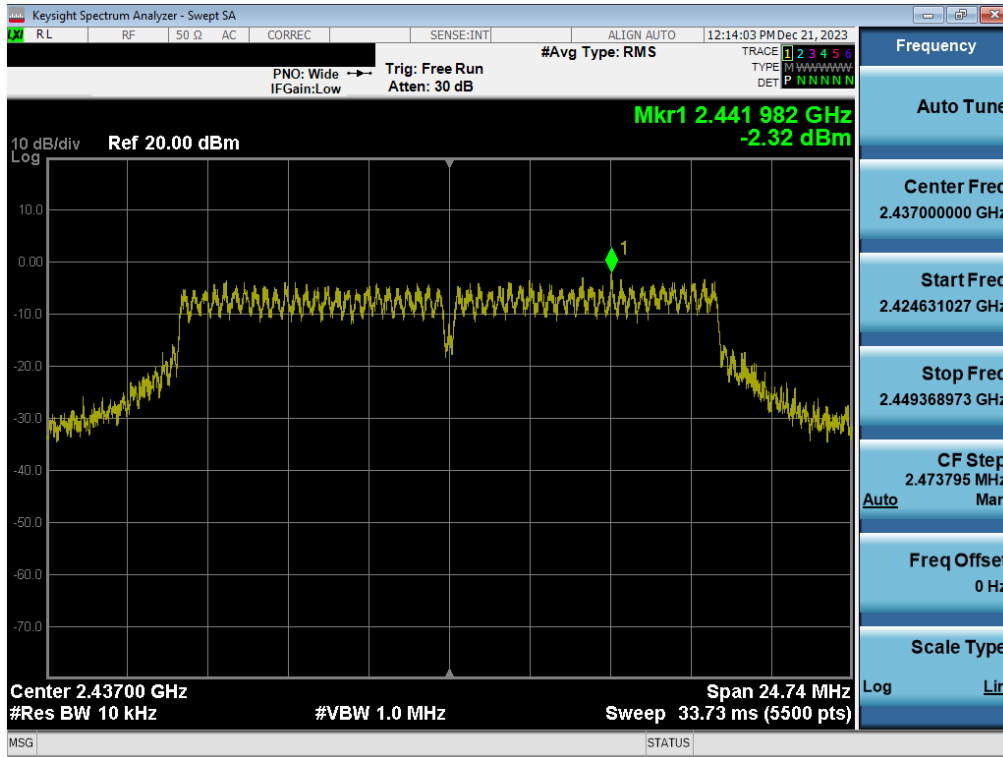 Keysight Spectrum Analyzer - Swept SA
LXI RL RF 50 Ω AC CORREC SENSE:INT ALIGN AUTO 12:14:03 PM Dec 21, 2023
#Avg Type: RMS TRACE 1 2 3 4 5 6
PNO: Wide Trig: Free Run TYPE M W W W W W
IFGain:Low Atten: 30 dB DET P N N N N N
Mkr1 2.441 982 GHz
-2.32 dBm
10 dB/div Ref 20.00 dBm
Log
10.0
1
0.00
-10.0
-20.0
-30.0
-40.0
-50.0
-60.0
-70.0
Center 2.43700 GHz Span 24.74 MHz
#Res BW 10 kHz #VBW 1.0 MHz Sweep 33.73 ms (5500 pts)
MSG STATUS
Frequency
Auto Tune
Center Freq
2.437000000 GHz
Start Freq
2.424631027 GHz
Stop Freq
2.449368973 GHz
CF Step
2.473795 MHz
Auto Man
Freq Offset
0 Hz
Scale Type
Log Lin